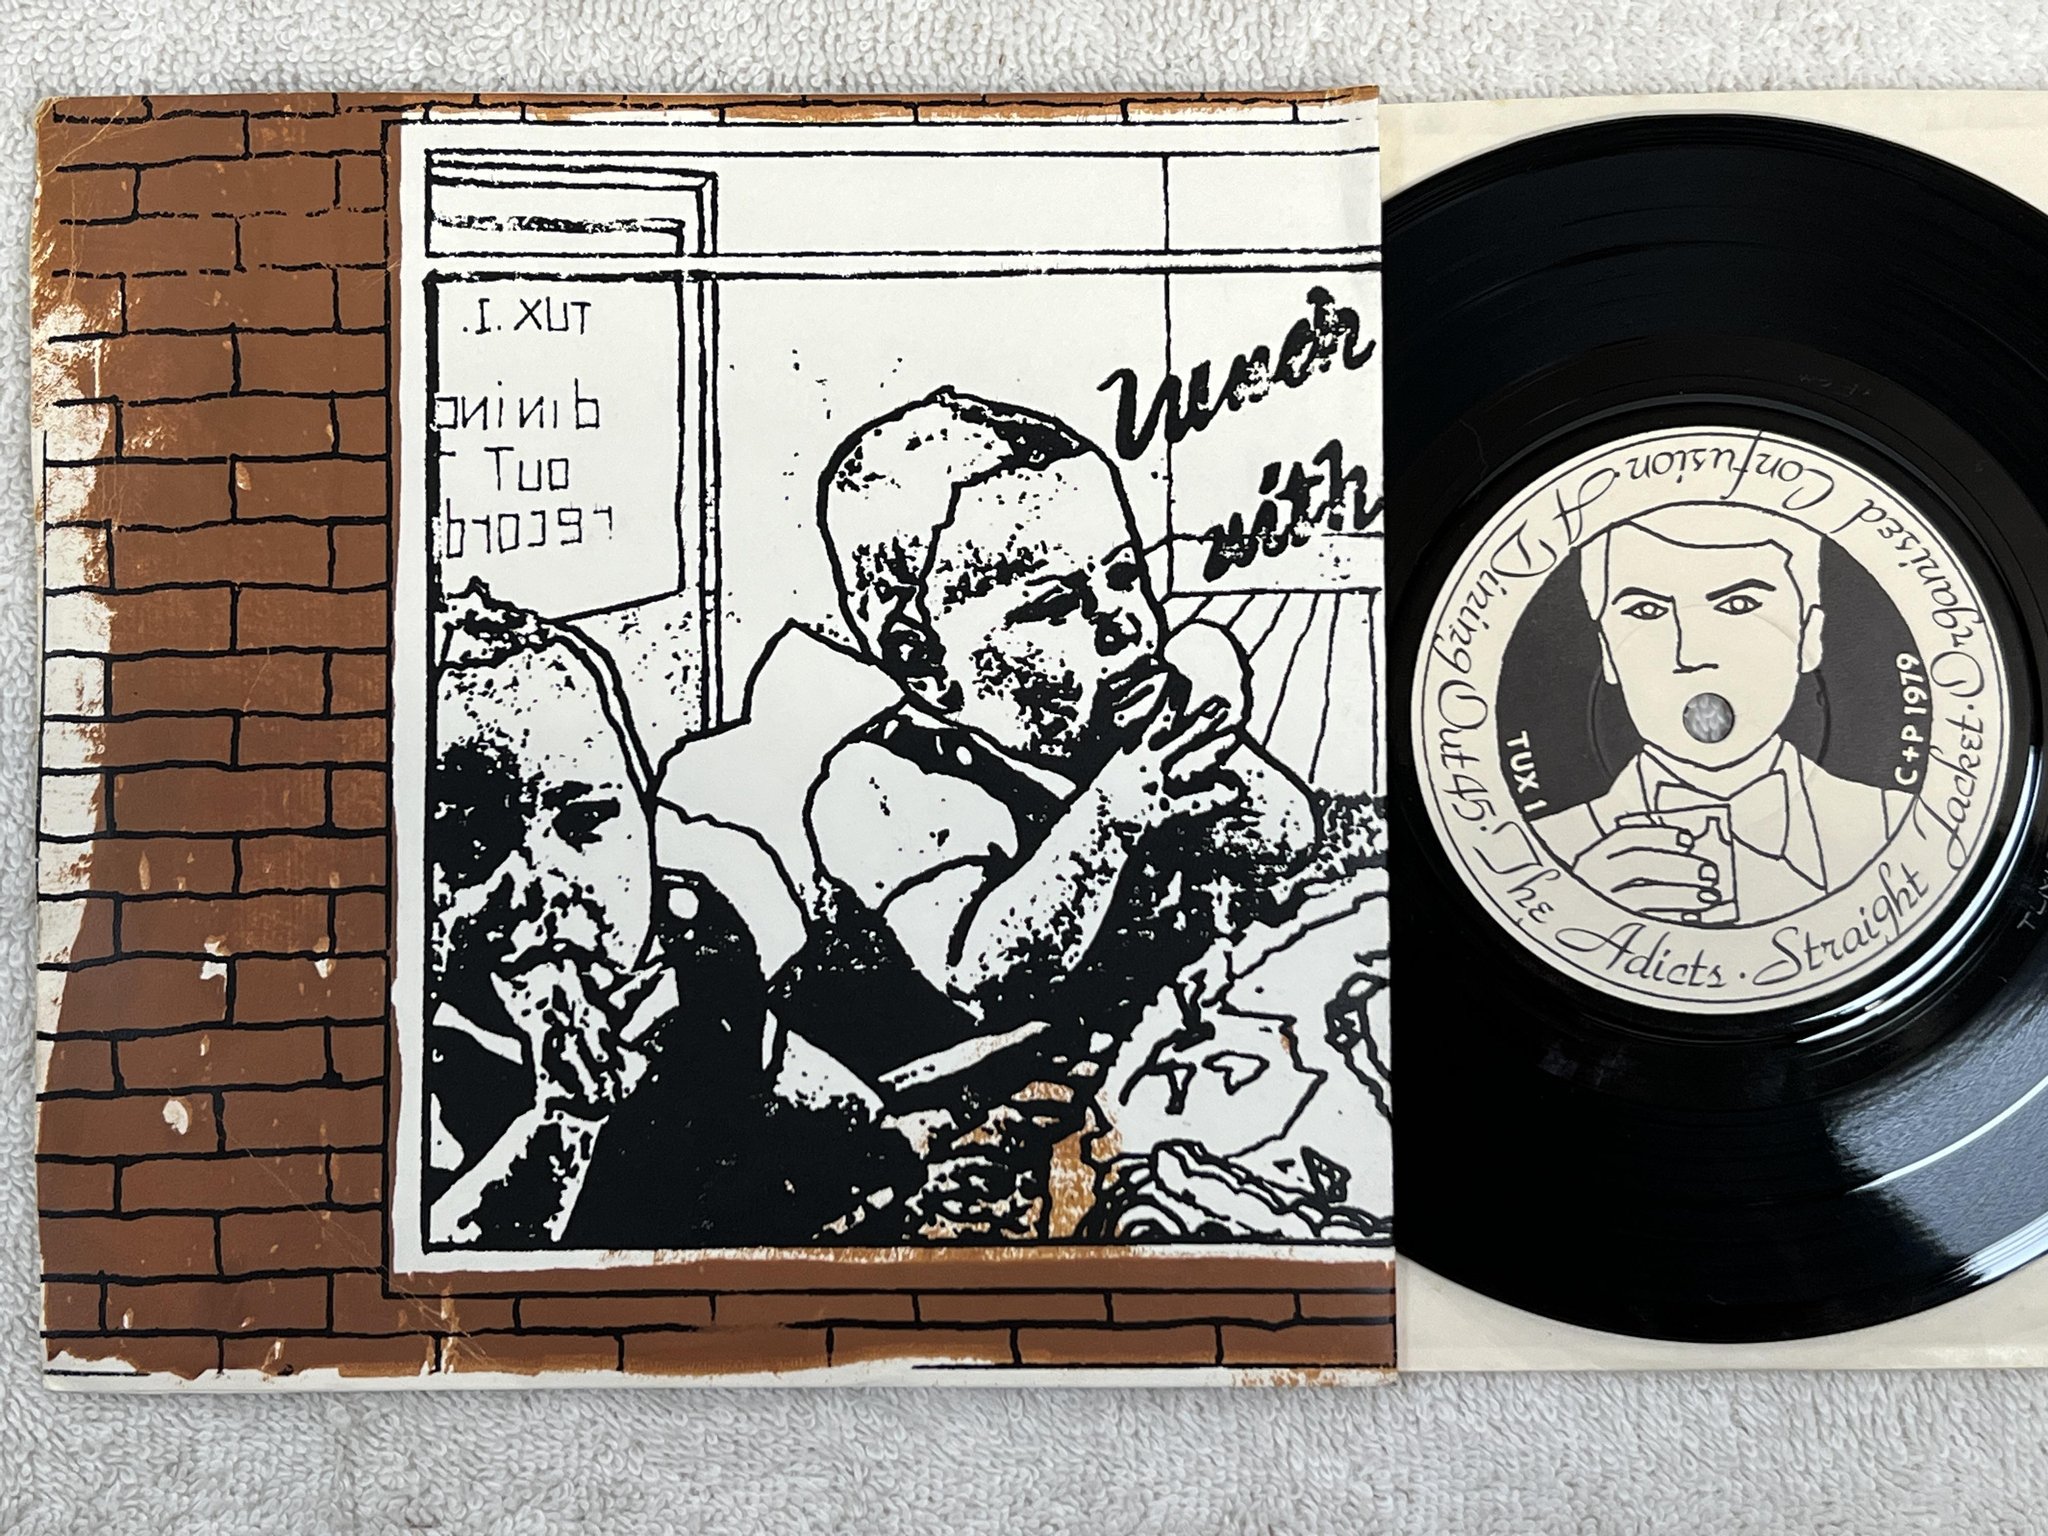 TUX .I.
dining
Out
record
Lunch
with
The Adicts · Straight Jacket · Organised Confusion
A Dining Out 45
TUX 1
C+P 1979